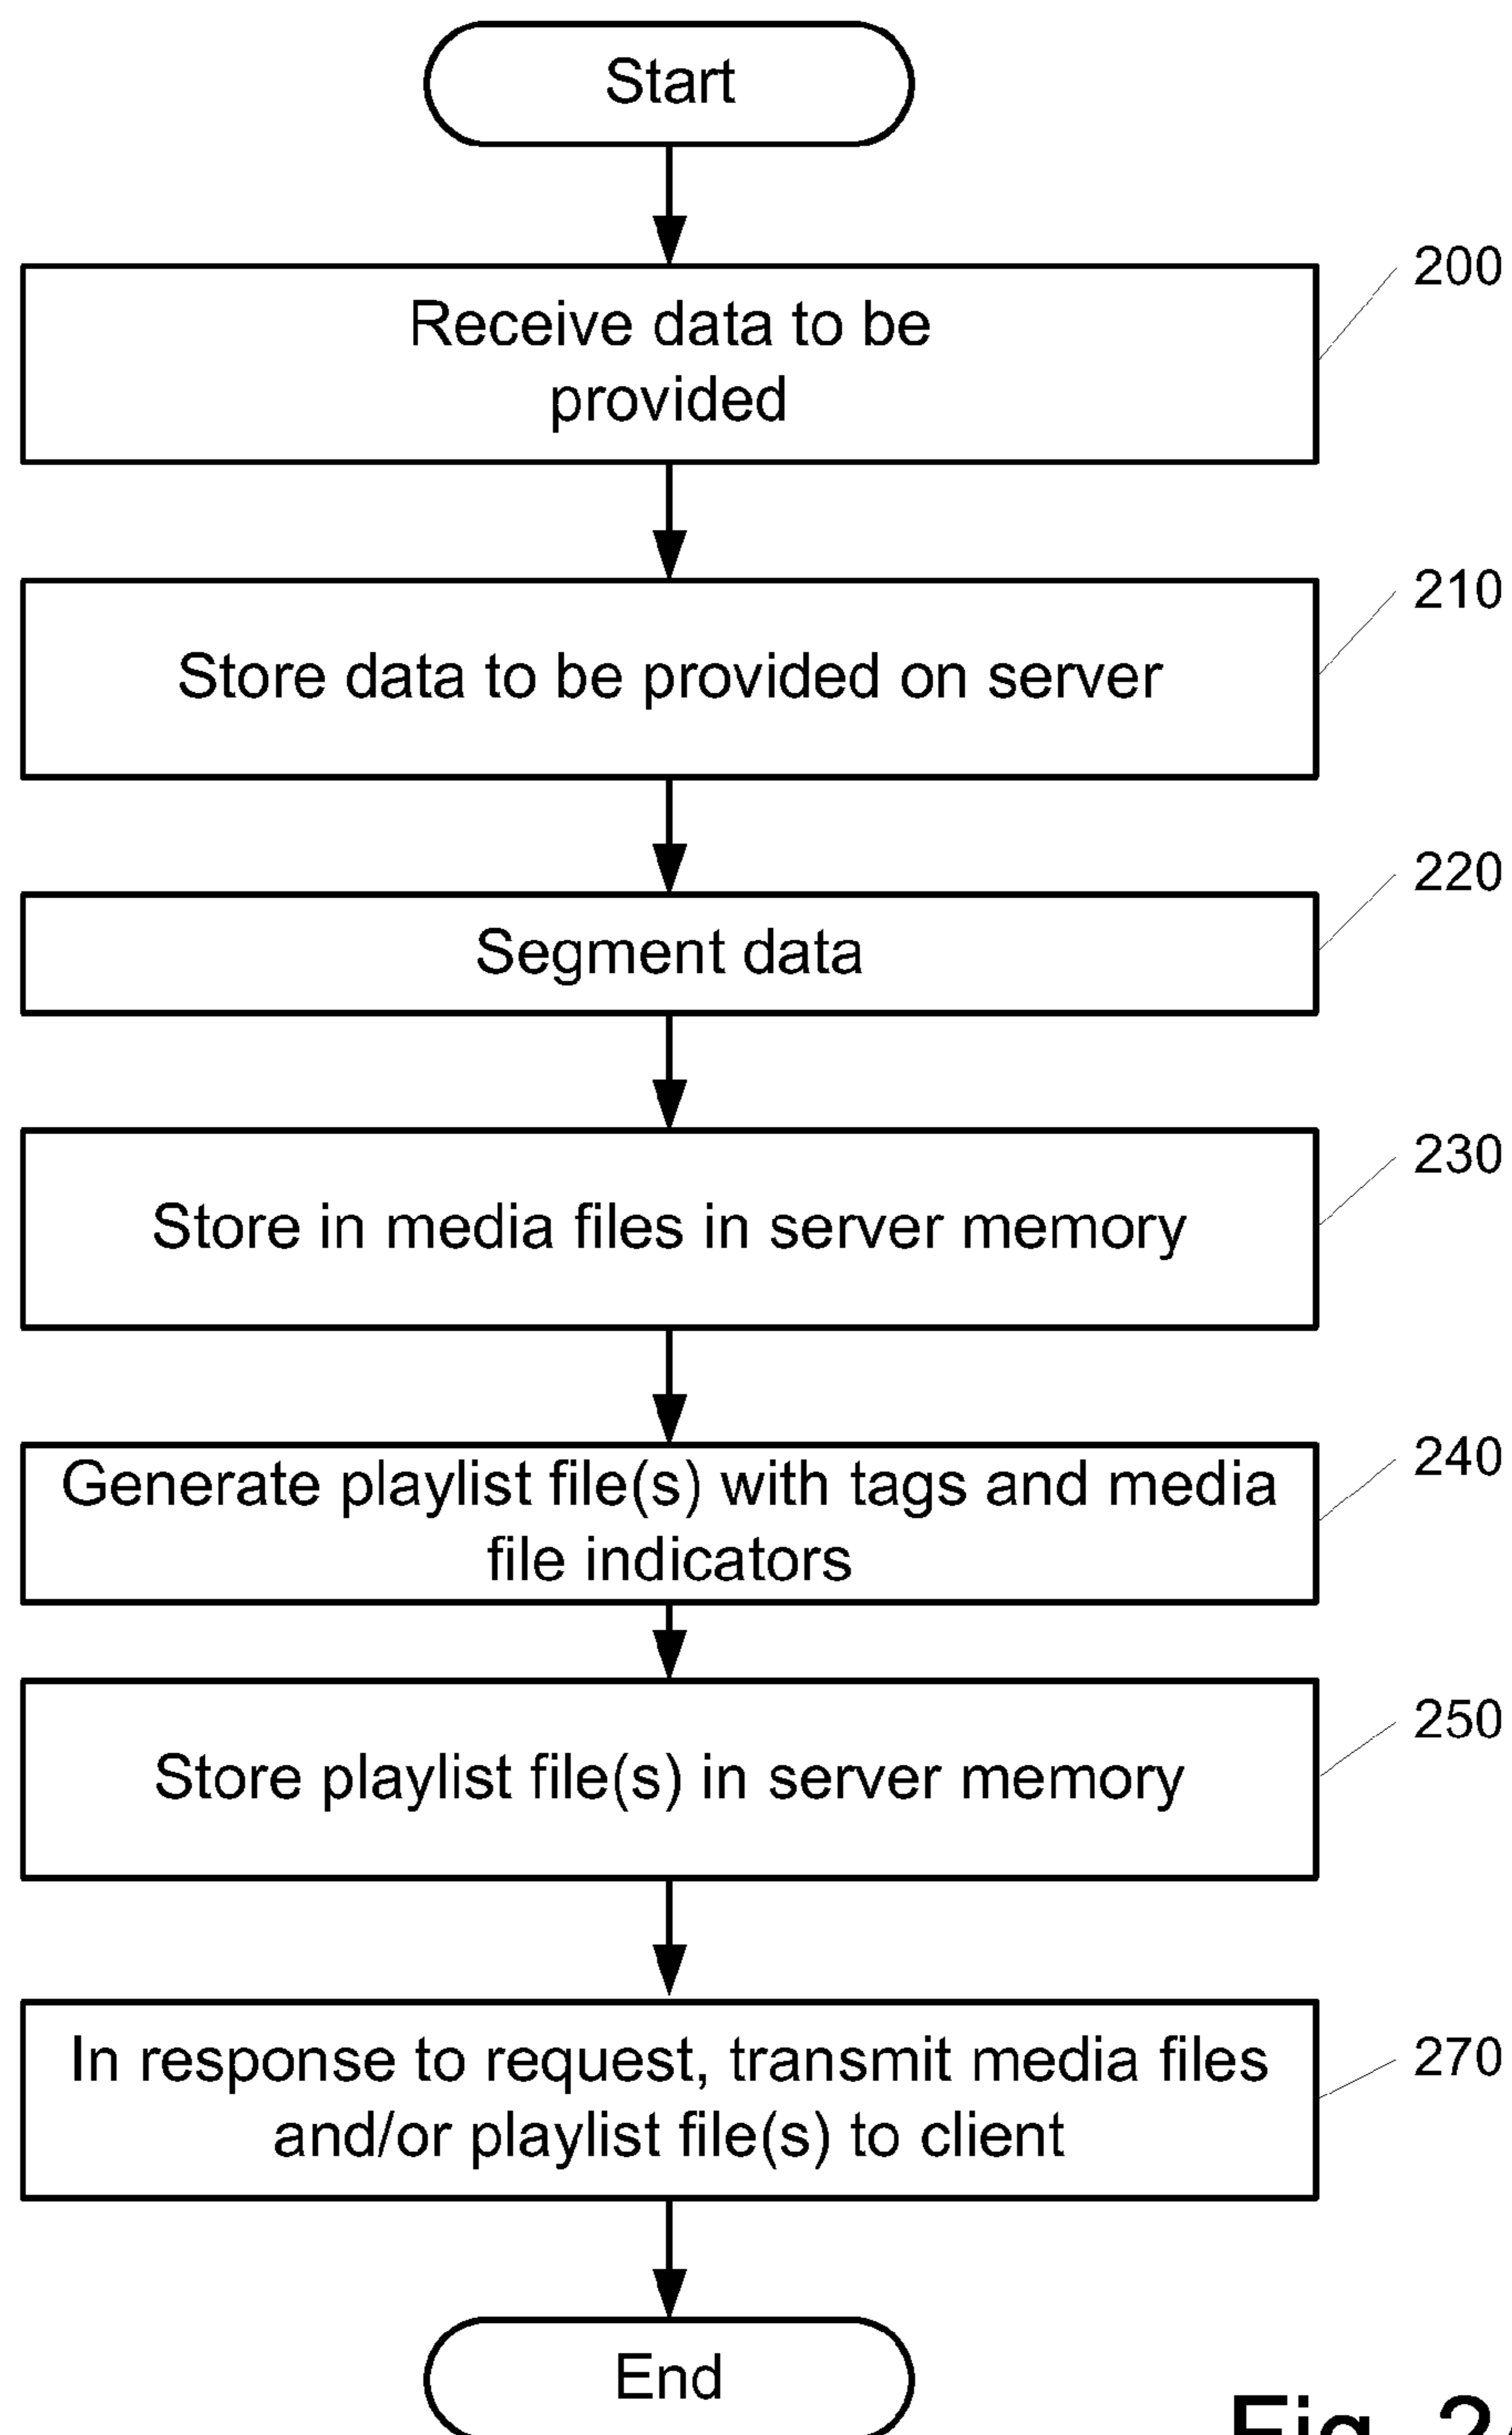 Start
200
Receive data to be
provided
210
Store data to be provided on server
220
Segment data
230
Store in media files in server memory
240
Generate playlist file(s) with tags and media
file indicators
250
Store playlist file(s) in server memory
270
In response to request, transmit media files
and/or playlist file(s) to client
End
Fig.